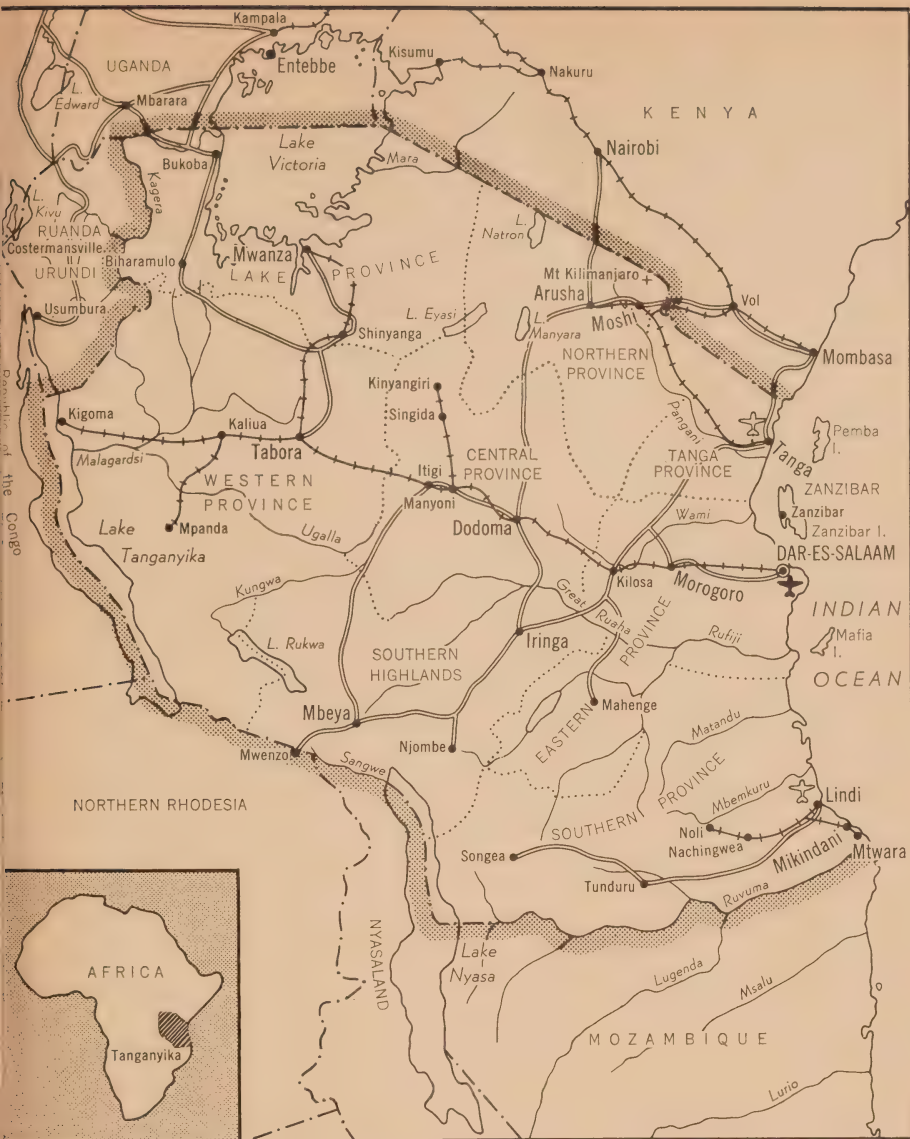 Kampala
UGANDA
Entebbe
Kisumu
Nakuru
L.
Edward
Mbarara
KENYA
Lake
Victoria
Nairobi
Bukoba
Mara
Kagera
L.
Kivu
RUANDA
Costermansville
URUNDI
L.
Natron
Biharamulo
Mwanza
LAKE PROVINCE
Mt Kilimanjaro
Arusha
Moshi
Voi
Usumbura
Shinyanga
L. Eyasi
L.
Manyara
NORTHERN
PROVINCE
Mombasa
Republic of the Congo
Kigoma
Kinyangiri
Singida
Kaliua
Tabora
Pangani
Pemba
I.
Tanga
Malagardsi
WESTERN
PROVINCE
Itigi
Manyoni
CENTRAL
PROVINCE
TANGA
PROVINCE
ZANZIBAR
Zanzibar
Zanzibar I.
Mpanda
Lake
Tanganyika
Ugalla
Dodoma
Wami
DAR-ES-SALAAM
Kilosa
Morogoro
Kungwa
Great
Ruaha
INDIAN
OCEAN
Mafia
I.
L. Rukwa
Iringa
Rufiji
SOUTHERN
HIGHLANDS
EASTERN PROVINCE
Mahenge
Mbeya
Matandu
Mwenzo
Sangwe
Njombe
NORTHERN RHODESIA
Mbemkuru
Lindi
SOUTHERN PROVINCE
Noli
Nachingwea
Mikindani
Mtwara
Songea
Tunduru
Ruvuma
NYASALAND
Lake
Nyasa
Lugenda
Msalu
MOZAMBIQUE
Lurio
AFRICA
Tanganyika